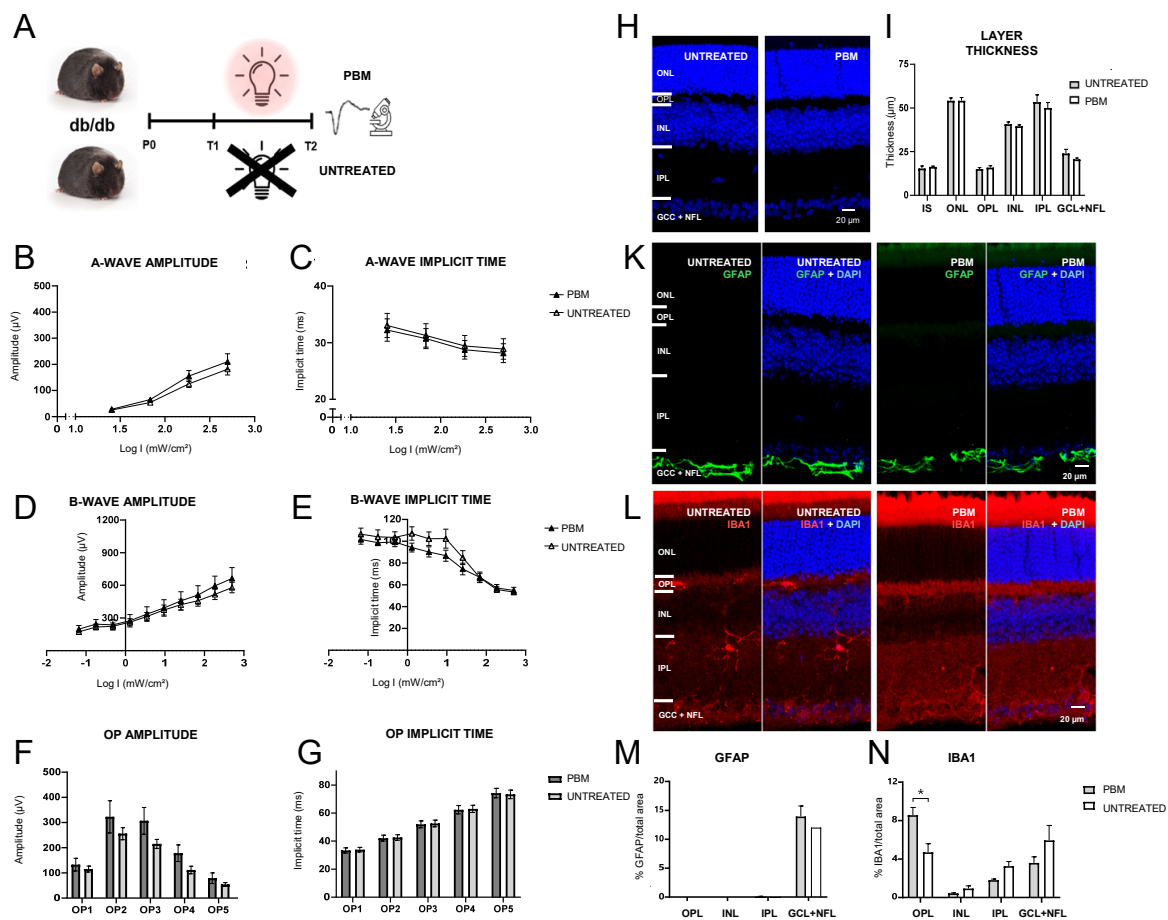 A
db/db
P0
T1
T2
PBM
UNTREATED
B
A-WAVE AMPLITUDE
Amplitude (µV)
500
400
300
200
100
0
0
1.0
1.5
2.0
2.5
3.0
Log I (mW/cm²)
C
A-WAVE IMPLICIT TIME
Implicit time (ms)
40
30
20
0
0
1.0
1.5
2.0
2.5
3.0
Log I (mW/cm²)
PBM
UNTREATED
D
B-WAVE AMPLITUDE
Amplitude (µV)
1200
900
600
300
-2
-1
0
1
2
3
Log I (mW/cm²)
E
B-WAVE IMPLICIT TIME
Implicit time (ms)
120
100
80
60
40
20
-2
-1
0
1
2
3
Log I (mW/cm²)
PBM
UNTREATED
F
OP AMPLITUDE
Amplitude (µV)
500
400
300
200
100
0
OP1 OP2 OP3 OP4 OP5
G
OP IMPLICIT TIME
Implicit time (ms)
80
60
40
20
0
OP1 OP2 OP3 OP4 OP5
PBM
UNTREATED
H
UNTREATED
PBM
ONL
OPL
INL
IPL
GCC + NFL
20 µm
I
LAYER
THICKNESS
Thickness (µm)
75
50
25
0
IS ONL OPL INL IPL GCL+NFL
UNTREATED
PBM
K
UNTREATED
GFAP
UNTREATED
GFAP + DAPI
PBM
GFAP
PBM
GFAP + DAPI
ONL
OPL
INL
IPL
GCC + NFL
20 µm
L
UNTREATED
IBA1
UNTREATED
IBA1 + DAPI
PBM
IBA1
PBM
IBA1 + DAPI
ONL
OPL
INL
IPL
GCC + NFL
20 µm
M
GFAP
% GFAP/total area
20
15
10
5
0
OPL INL IPL GCL+NFL
N
IBA1
% IBA1/total area
12
8
4
0
*
OPL INL IPL GCL+NFL
PBM
UNTREATED